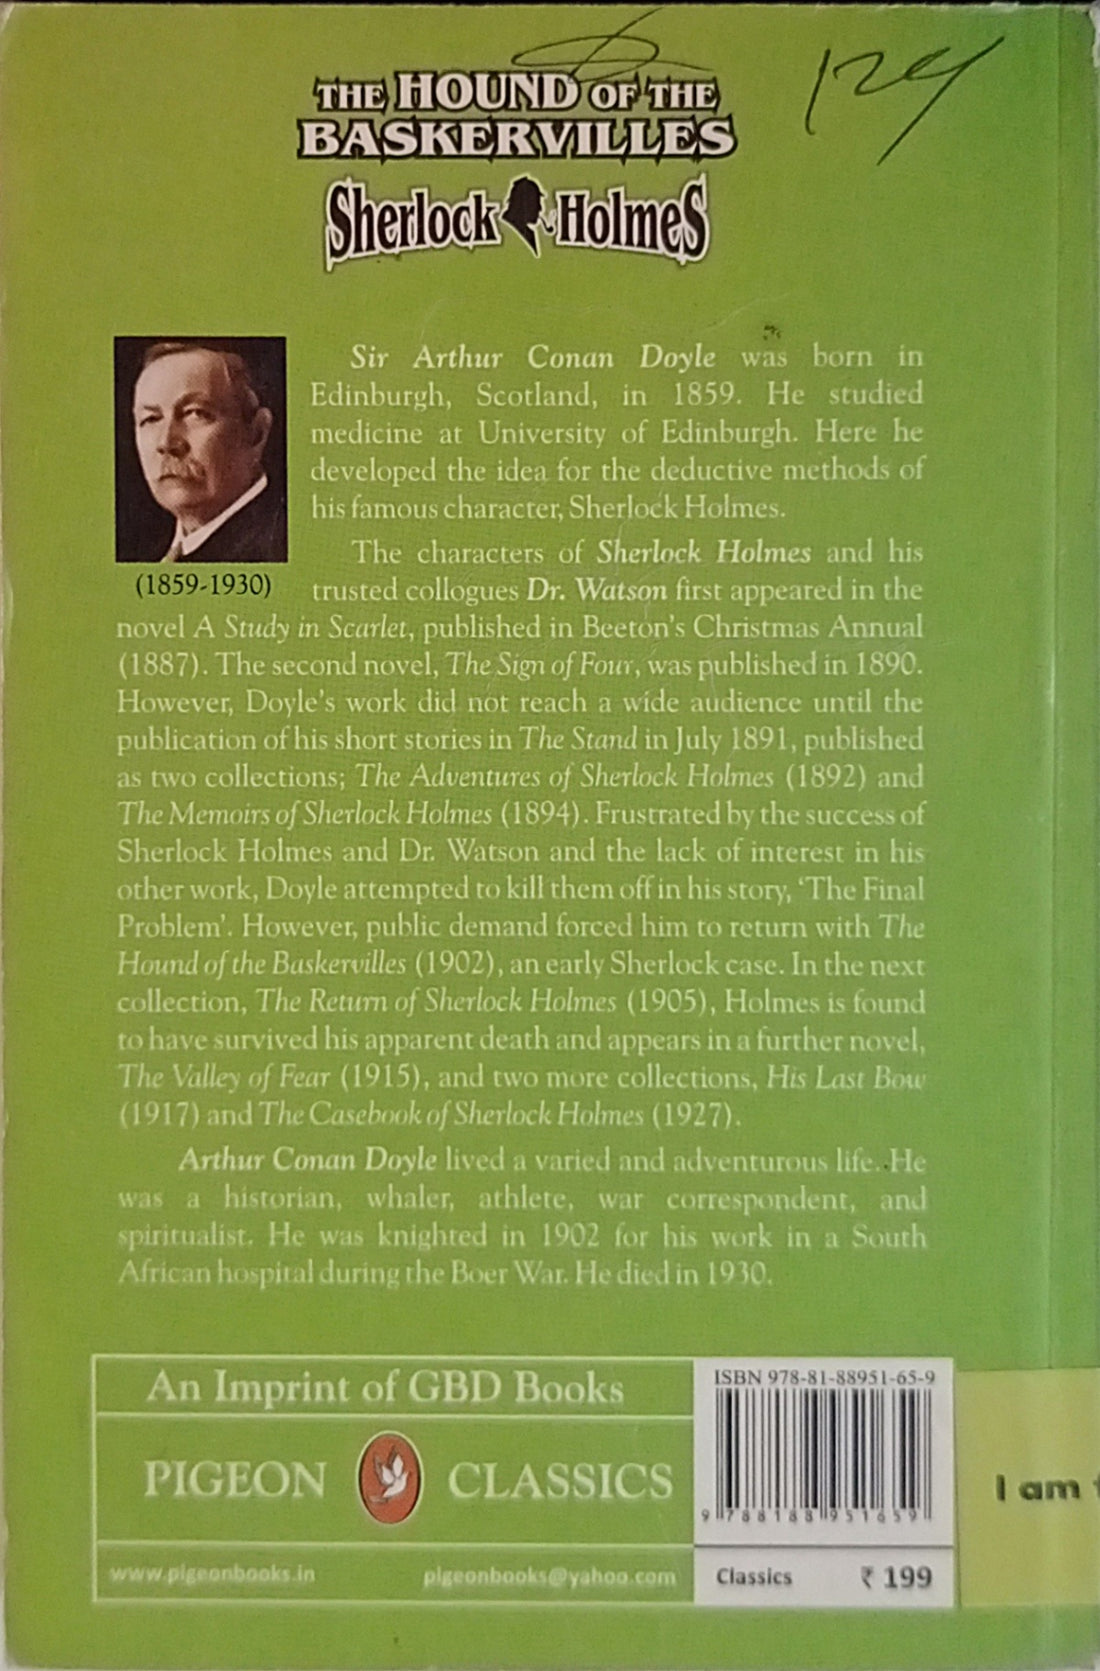 129
THE HOUND OF THE
BASKERVILLES
Sherlock Holmes
Sir Arthur Conan Doyle was born in
Edinburgh, Scotland, in 1859. He studied
medicine at University of Edinburgh. Here he
developed the idea for the deductive methods of
his famous character, Sherlock Holmes.
(1859-1930)
The characters of Sherlock Holmes and his
trusted collogues Dr. Watson first appeared in the
novel A Study in Scarlet, published in Beeton's Christmas Annual
(1887). The second novel, The Sign of Four, was published in 1890.
However, Doyle's work did not reach a wide audience until the
publication of his short stories in The Stand in July 1891, published
as two collections; The Adventures of Sherlock Holmes (1892) and
The Memoirs of Sherlock Holmes (1894). Frustrated by the success of
Sherlock Holmes and Dr. Watson and the lack of interest in his
other work, Doyle attempted to kill them off in his story, ‘The Final
Problem’. However, public demand forced him to return with The
Hound of the Baskervilles (1902), an early Sherlock case. In the next
collection, The Return of Sherlock Holmes (1905), Holmes is found
to have survived his apparent death and appears in a further novel,
The Valley of Fear (1915), and two more collections, His Last Bow
(1917) and The Casebook of Sherlock Holmes (1927).
Arthur Conan Doyle lived a varied and adventurous life. He
was a historian, whaler, athlete, war correspondent, and
spiritualist. He was knighted in 1902 for his work in a South
African hospital during the Boer War. He died in 1930.
An Imprint of GBD Books
PIGEON CLASSICS
www.pigeonbooks.in pigeonbooks@yahoo.com
ISBN 978-81-88951-65-9
9 788188 951659
Classics ₹ 199
I am